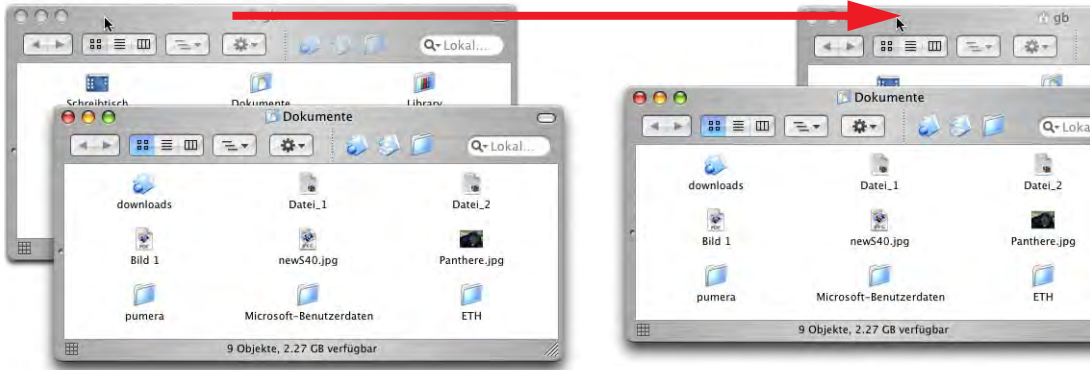 gb
Lokal...
Schreibtisch Dokumente Library
Dokumente
Lokal...
downloads Datei_1 Datei_2
Bild 1 newS40.jpg Panthere.jpg
pumera Microsoft-Benutzerdaten ETH
9 Objekte, 2.27 GB verfügbar
gb
Dokumente
Loka
downloads Datei_1 Datei_2
Bild 1 newS40.jpg Panthere.jpg
pumera Microsoft-Benutzerdaten ETH
9 Objekte, 2.27 GB verfügbar